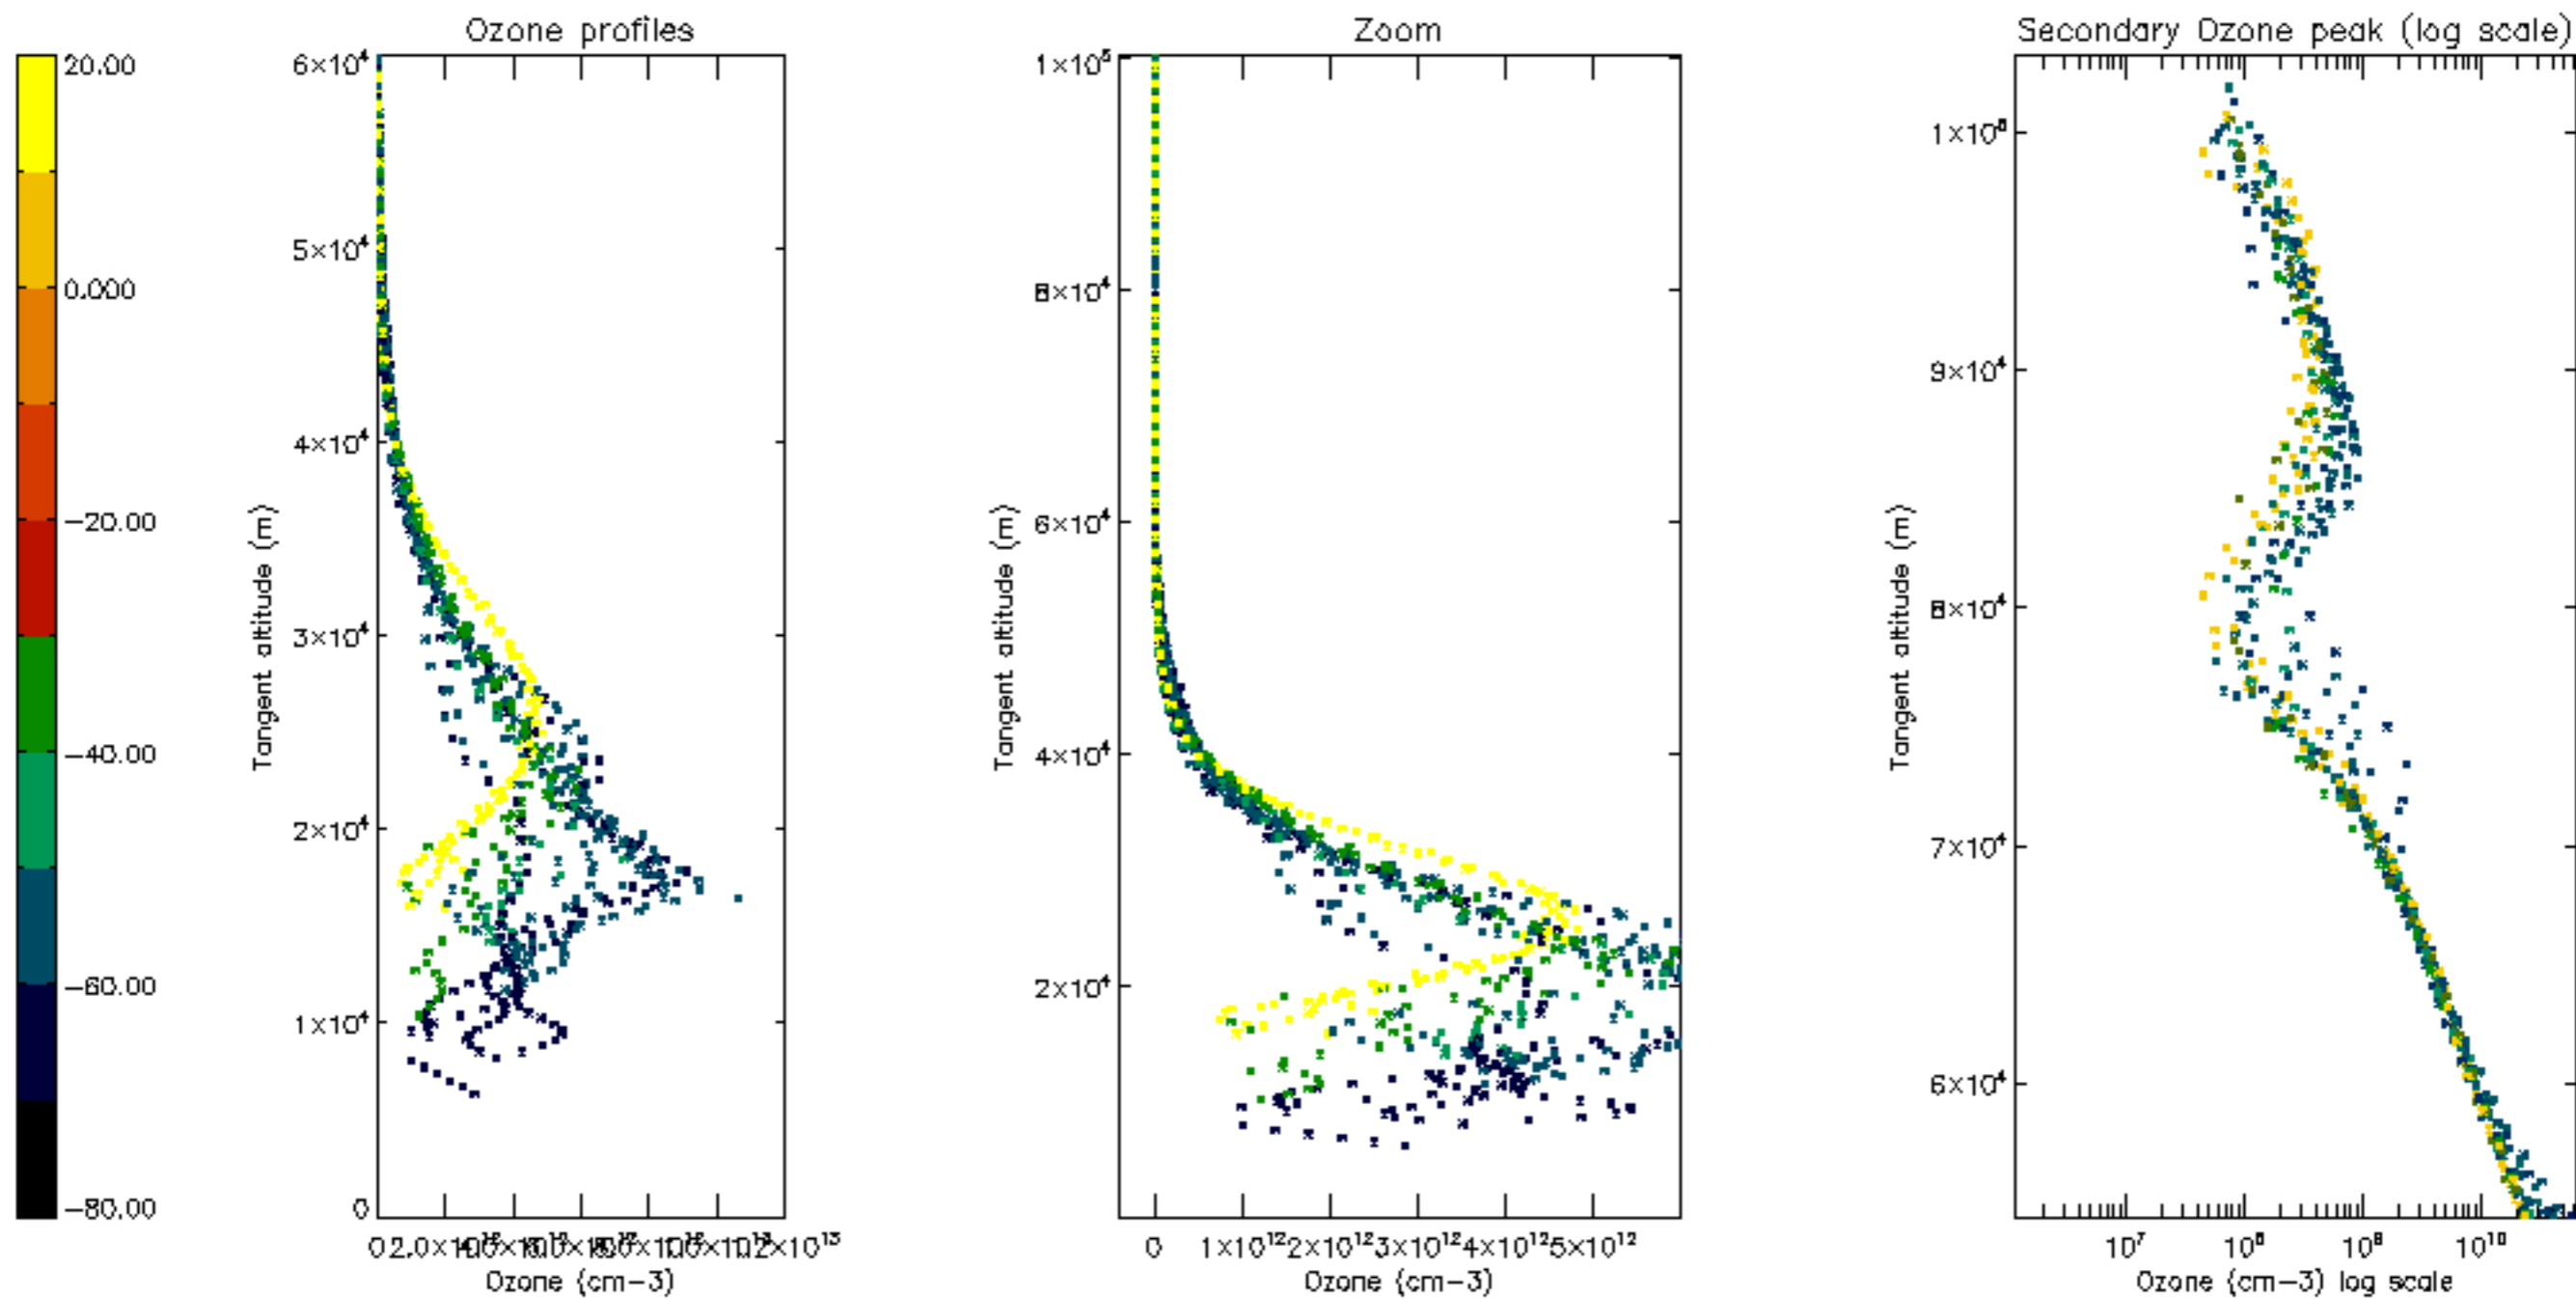 Ozone profiles
Zoom
Secondary Ozone peak (log scale)
20.00
0.000
−20.00
−40.00
−60.00
−80.00
6×10⁴
5×10⁴
4×10⁴
3×10⁴
2×10⁴
1×10⁴
0
Tangent altitude (m)
0
Ozone (cm−3)
1×10⁵
8×10⁴
6×10⁴
4×10⁴
2×10⁴
Tangent altitude (m)
0 1×10¹² 2×10¹² 3×10¹² 4×10¹² 5×10¹²
Ozone (cm−3)
9×10⁴
8×10⁴
7×10⁴
6×10⁴
Tangent altitude (m)
10⁷ 10⁸ 10⁹ 10¹⁰
Ozone (cm−3) log scale